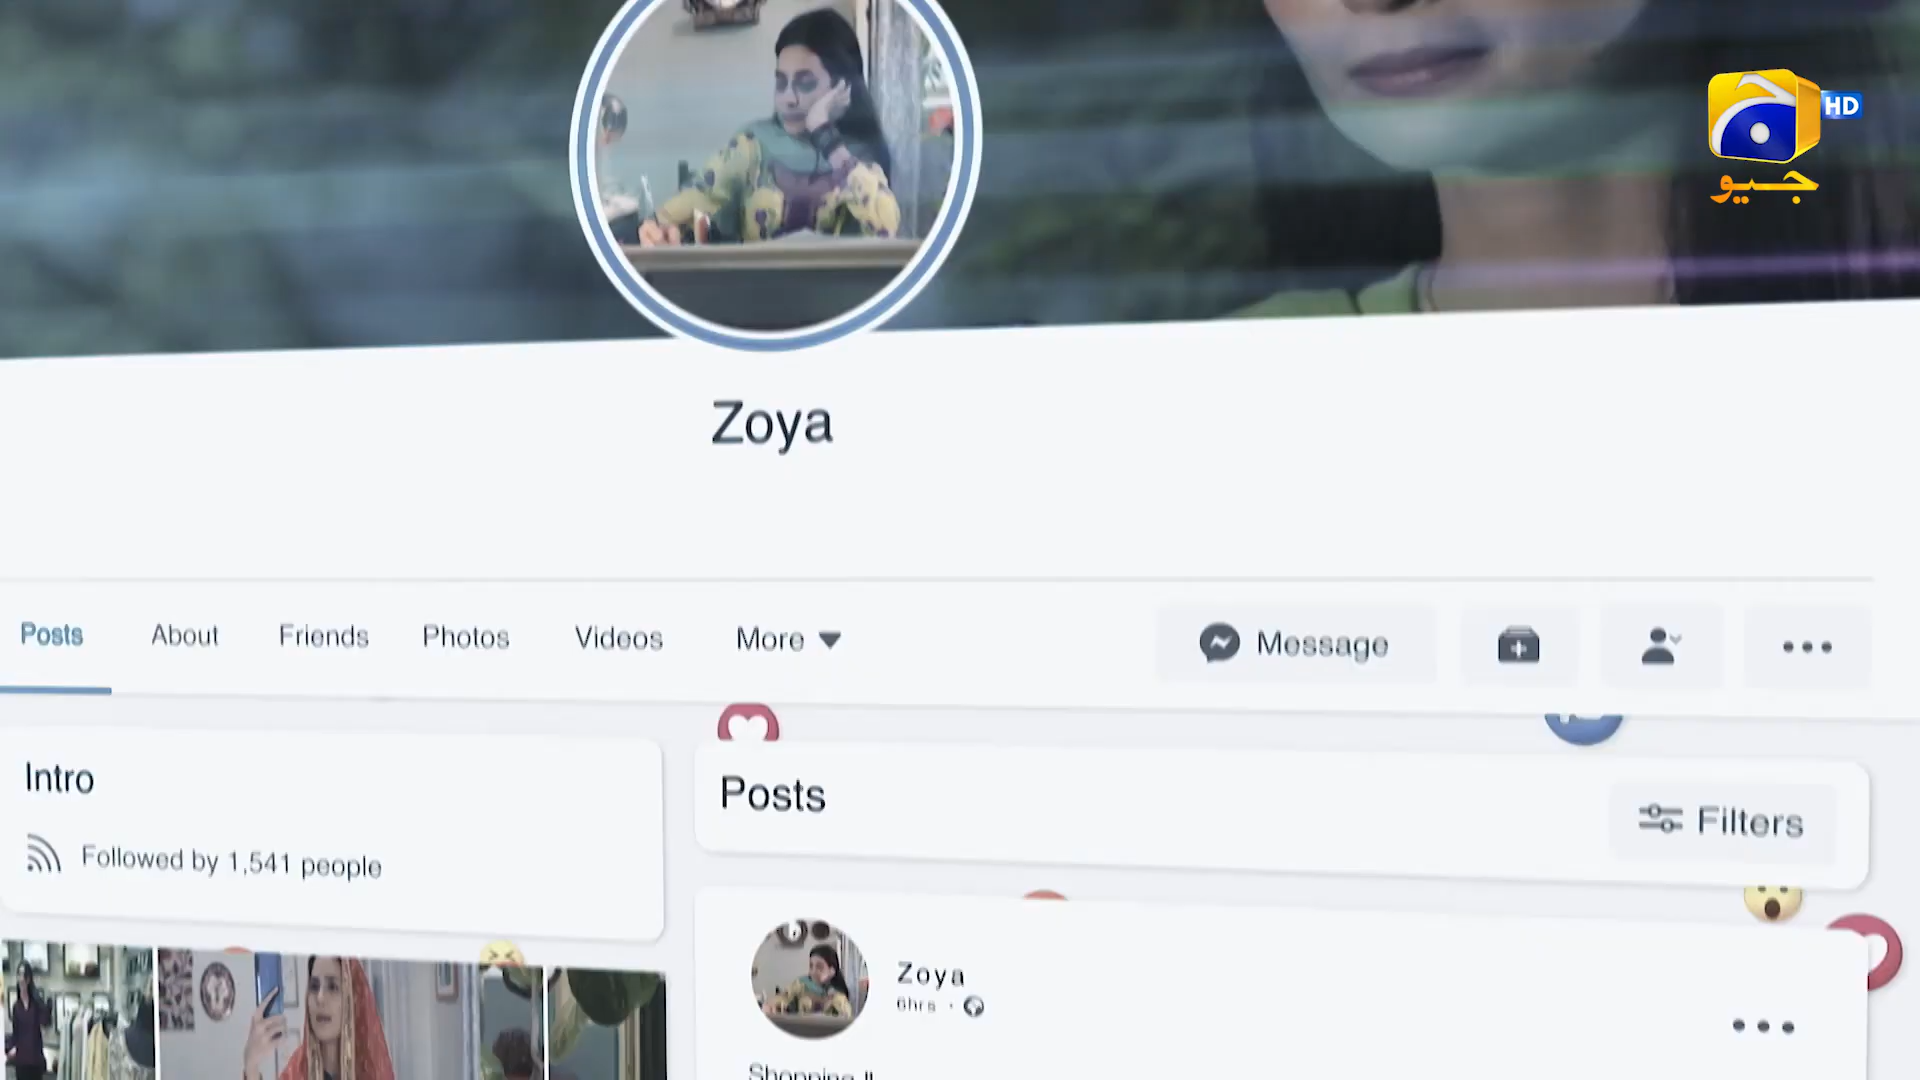 HD
جیو
Zoya
Posts
About
Friends
Photos
Videos
More
Message
Intro
Posts
Filters
Followed by 1,541 people
Zoya
6hrs
Shopping !!